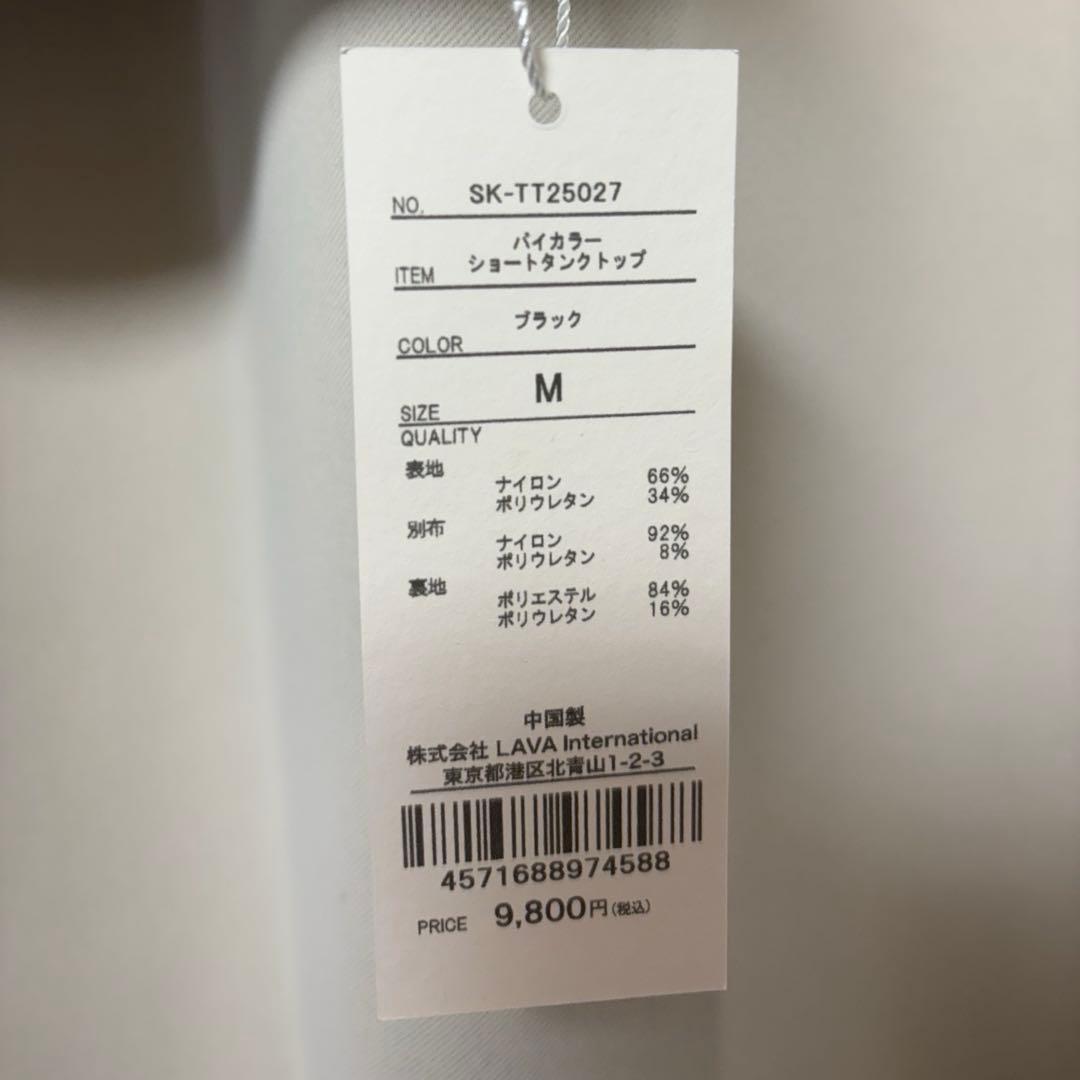 NO. SK-TT25027
バイカラー
ITEM ショートタンクトップ
COLOR ブラック
SIZE M
QUALITY
表地 ナイロン 66%
ポリウレタン 34%
別布 ナイロン 92%
ポリウレタン 8%
裏地 ポリエステル 84%
ポリウレタン 16%
中国製
株式会社 LAVA International
東京都港区北青山1-2-3
4571688974588
PRICE 9,800円(税込)